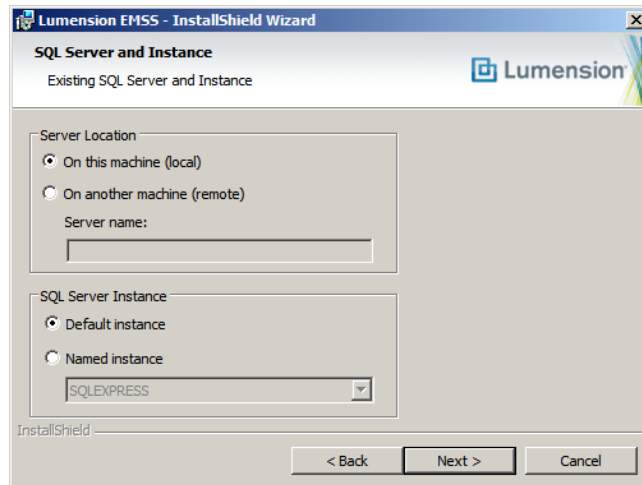 Lumension EMSS - InstallShield Wizard
SQL Server and Instance
Existing SQL Server and Instance
Lumension
Server Location
On this machine (local)
On another machine (remote)
Server name:
SQL Server Instance
Default instance
Named instance
SQLEXPRESS
InstallShield
< Back
Next >
Cancel